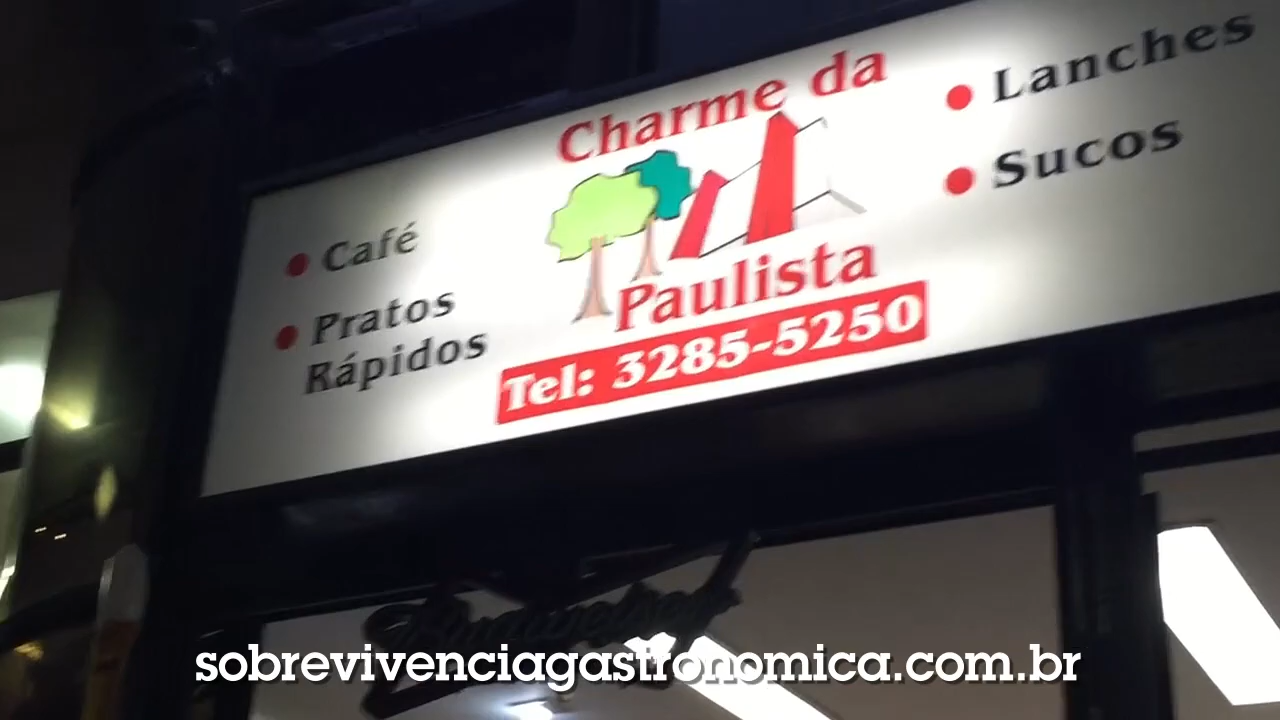 Charme da
Paulista
Tel: 3285-5250
• Café
• Pratos
Rápidos
• Lanches
• Sucos
sobrevivenciagastronomica.com.br